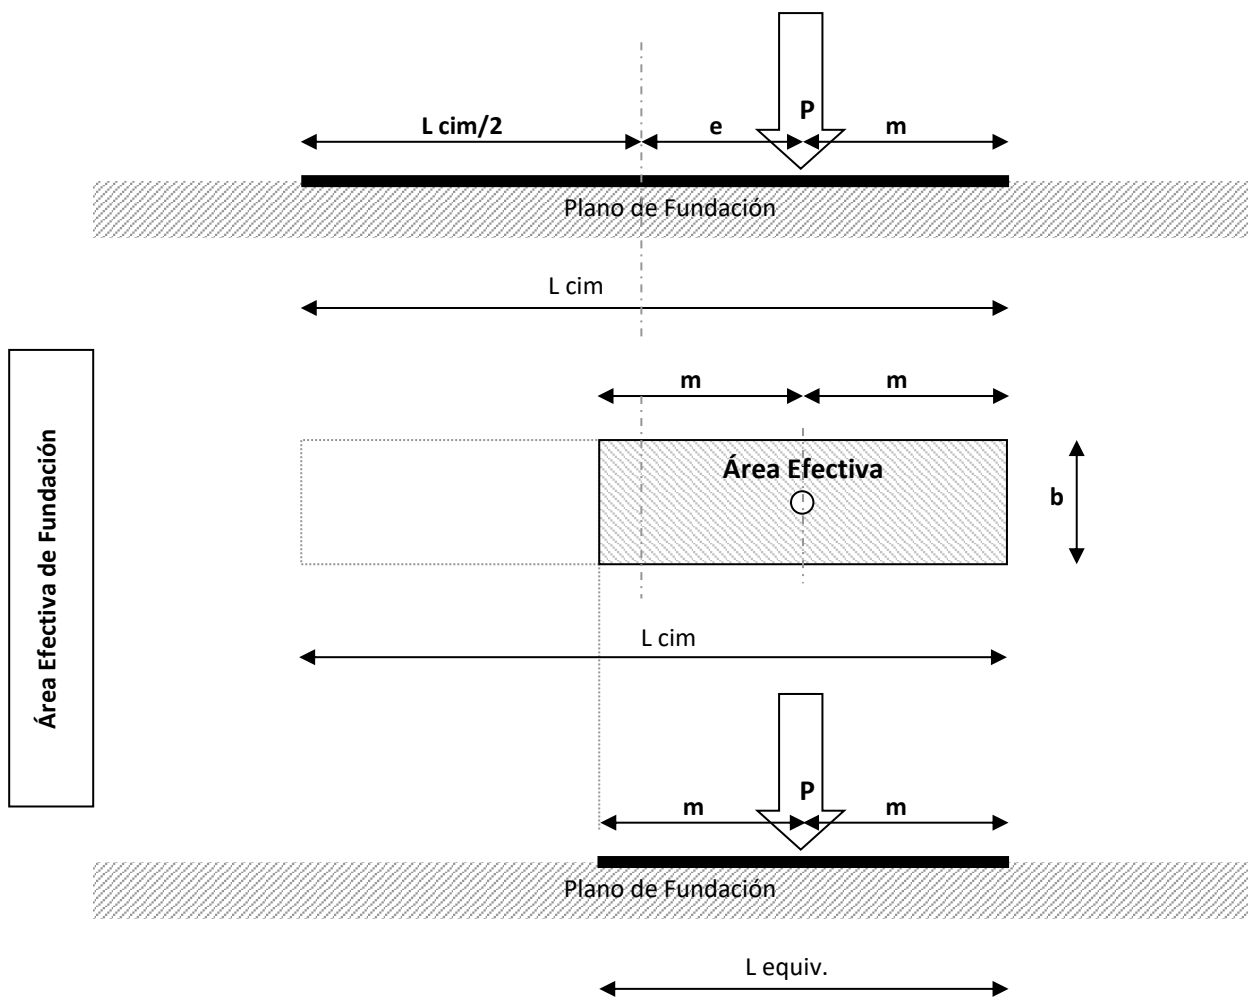 P
L cim/2
e
m
Plano de Fundación
L cim
m
m
Área Efectiva de Fundación
Área Efectiva
b
L cim
P
m
m
Plano de Fundación
L equiv.